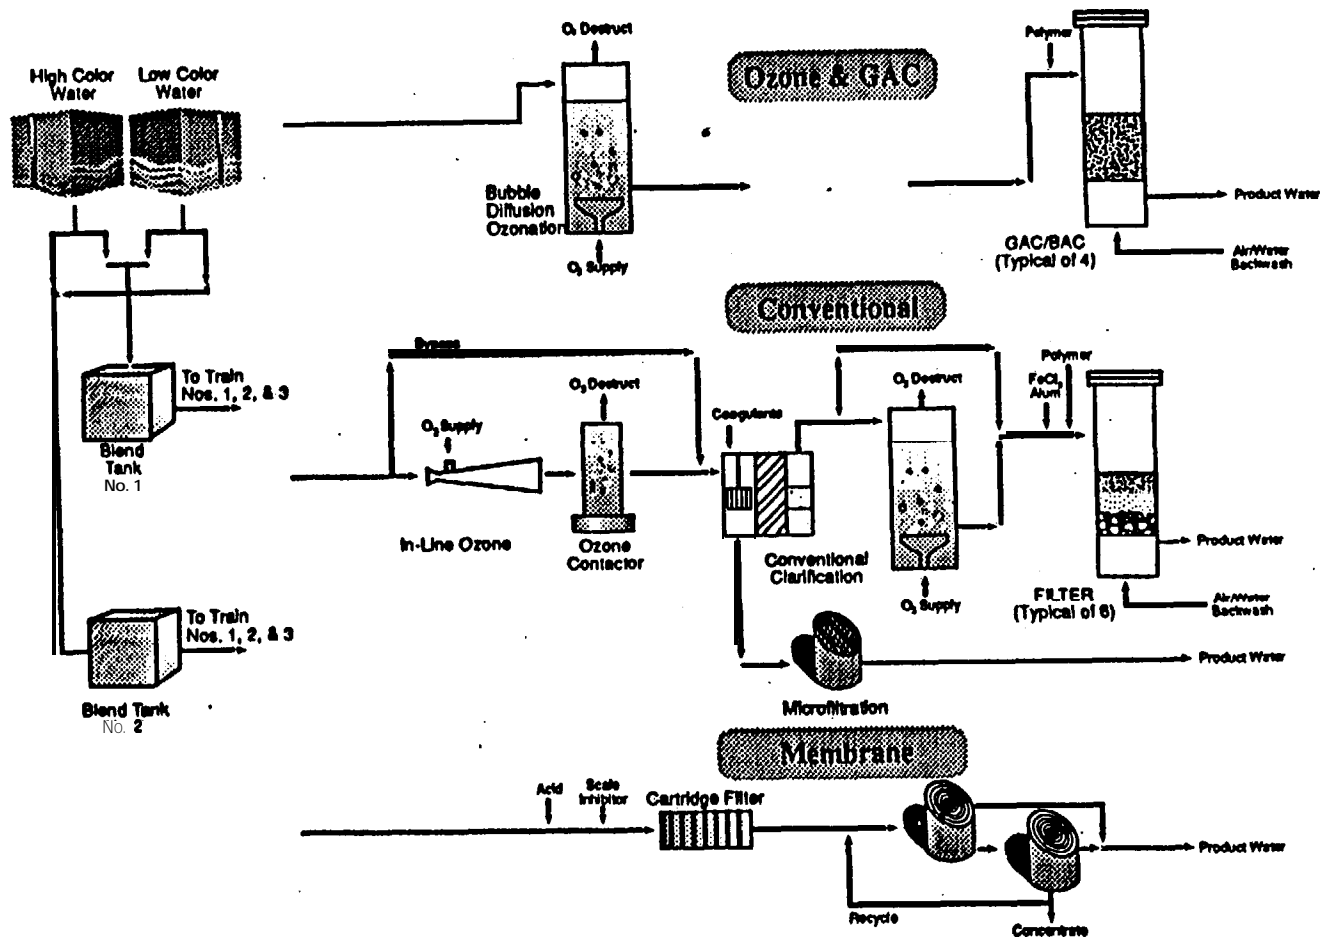 High Color
Water
Low Color
Water
To Train
Nos. 1, 2, & 3
Blend
Tank
No. 1
To Train
Nos. 1, 2, & 3
Blend Tank
No. 2
O₃ Destruct
Ozone & GAC
Bubble
Diffusion
Ozonation
O₃ Supply
Polymer
Product Water
GAC/BAC
(Typical of 4)
Air/Water
Backwash
Conventional
Bypass
O₃ Supply
In-Line Ozone
O₃ Destruct
Ozone
Contactor
Coagulants
Conventional
Clarification
O₃ Destruct
O₃ Supply
Polymer
FeCl₃
Alum
Product Water
FILTER
(Typical of 6)
Air/Water
Backwash
Microfiltration
Product Water
Membrane
Acid
Scale
Inhibitor
Cartridge Filter
Product Water
Recycle
Concentrate